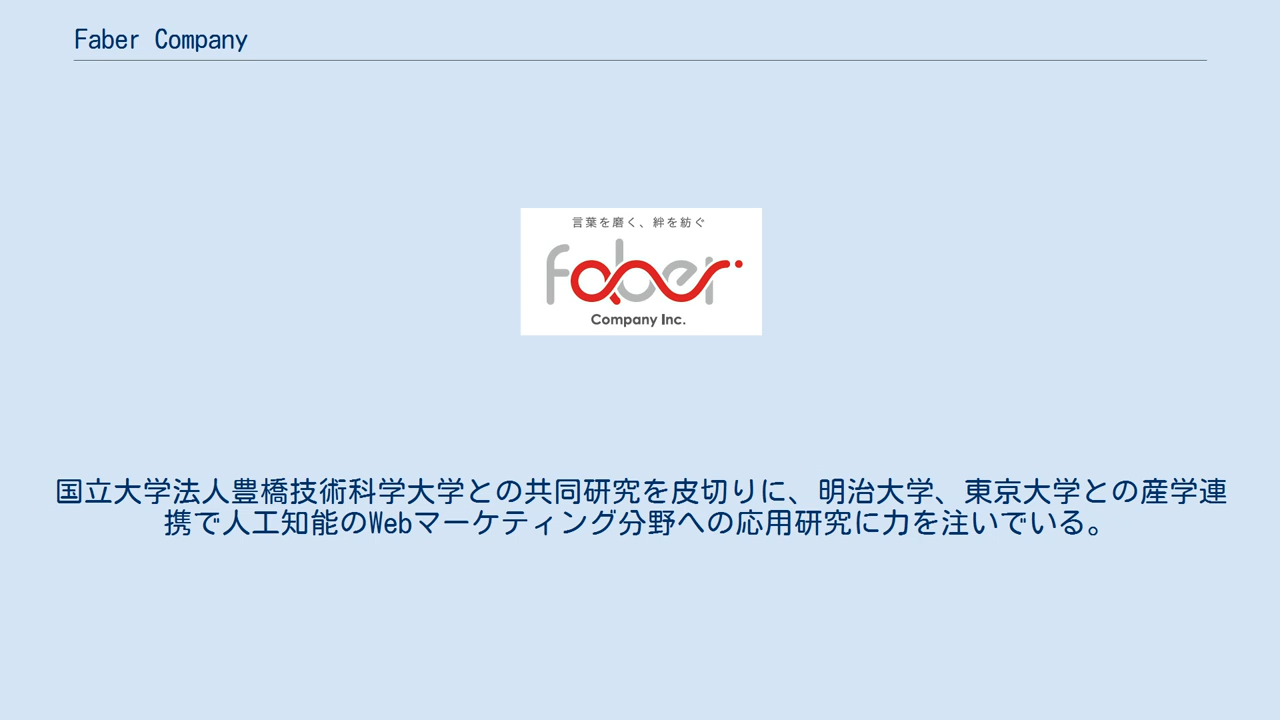 Faber Company
言葉を磨く、絆を紡ぐ
faber
Company Inc.
国立大学法人豊橋技術科学大学との共同研究を皮切りに、明治大学、東京大学との産学連
携で人工知能のWebマーケティング分野への応用研究に力を注いでいる。